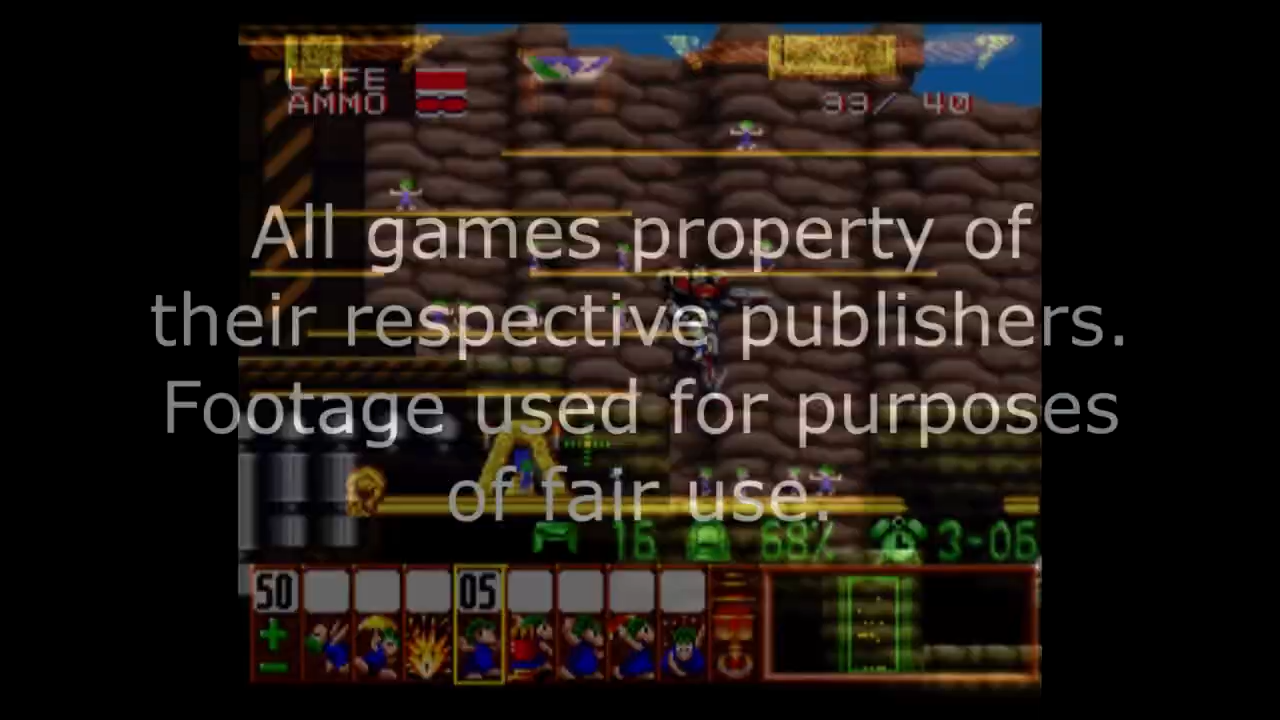 LIFE
AMMO
33/ 40
All games property of
their respective publishers.
Footage used for purposes
of fair use.
16 68% 3-06
50 05